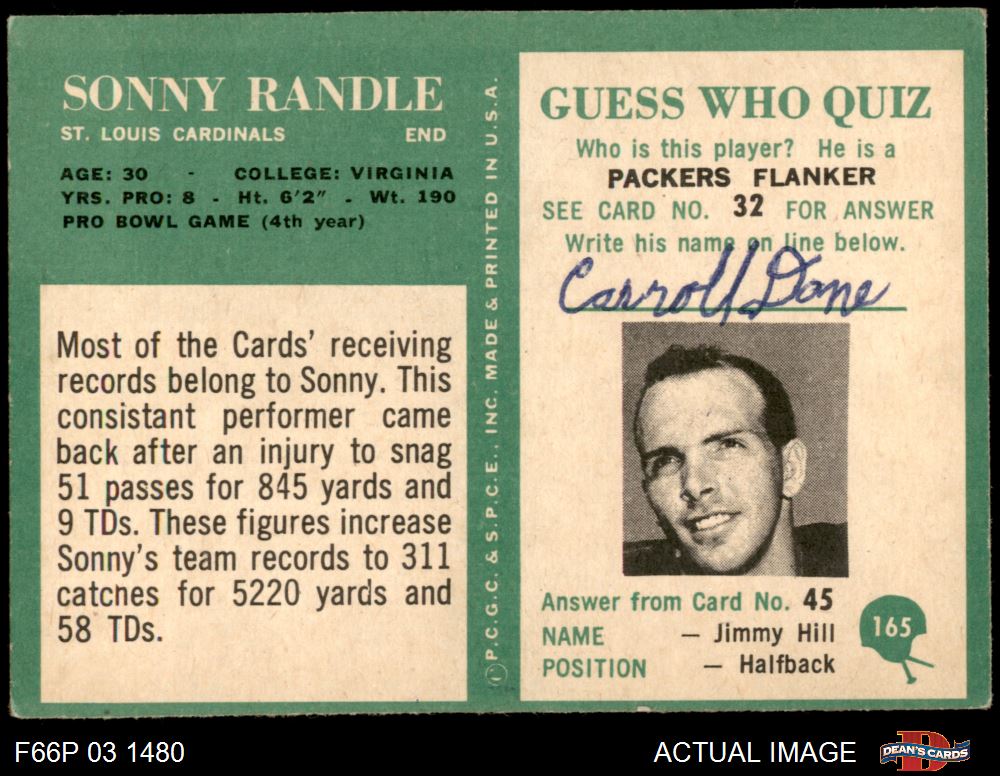 SONNY RANDLE
ST. LOUIS CARDINALS END
AGE: 30 - COLLEGE: VIRGINIA
YRS. PRO: 8 - Ht. 6'2" - Wt. 190
PRO BOWL GAME (4th year)
Most of the Cards' receiving
records belong to Sonny. This
consistant performer came
back after an injury to snag
51 passes for 845 yards and
9 TDs. These figures increase
Sonny's team records to 311
catches for 5220 yards and
58 TDs.
©P.C.G.C. & S.P.C.E., INC. MADE & PRINTED IN U.S.A.
GUESS WHO QUIZ
Who is this player? He is a
PACKERS FLANKER
SEE CARD NO. 32 FOR ANSWER
Write his name on line below.
Carroll Dane
Answer from Card No. 45
NAME — Jimmy Hill
POSITION — Halfback
165
F66P 03 1480
ACTUAL IMAGE
D
DEAN'S CARDS